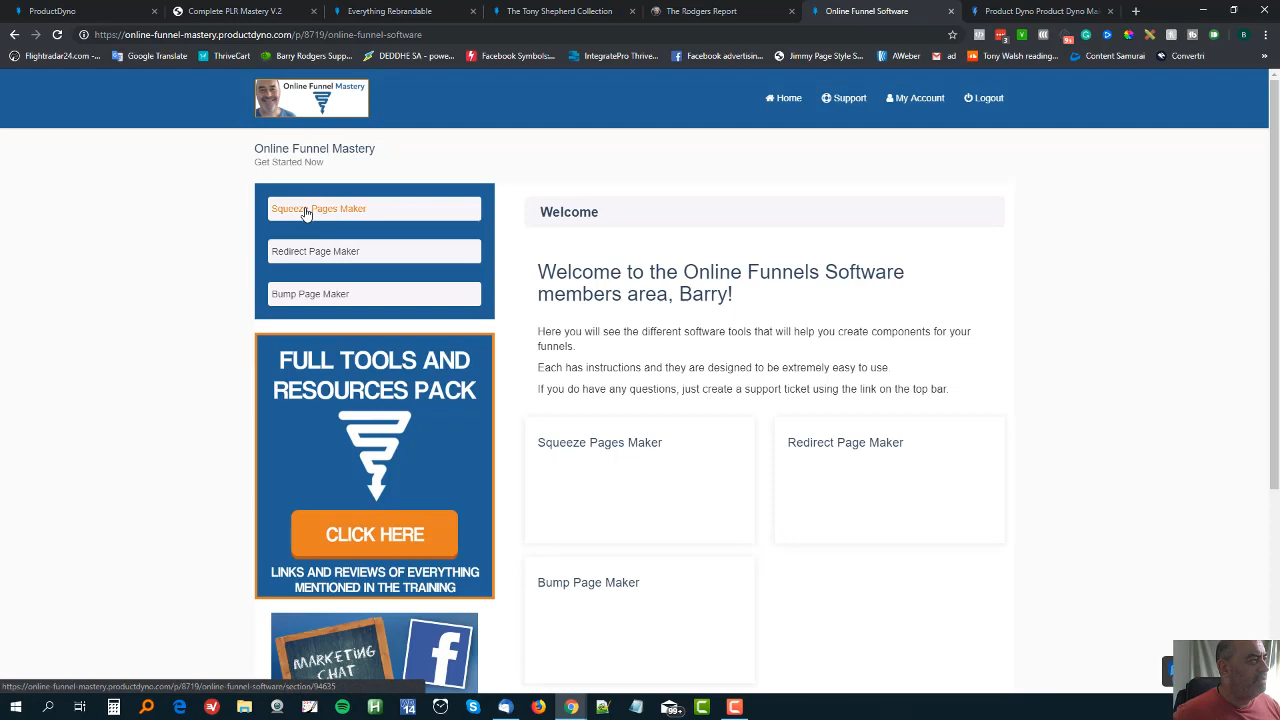 ProductDyno
Complete PLR Mastery V.2
Everything Rebrandable
The Tony Shepherd Collection
The Rodgers Report
Online Funnel Software
Product Dyno Product Dyno Ma
https://online-funnel-mastery.productdyno.com/p/8719/online-funnel-software
Flightradar24.com -...
Google Translate
ThriveCart
Barry Rodgers Supp...
DEDDHE SA - power...
Facebook Symbols...
IntegratePro Thrive...
Facebook advertisin...
Jimmy Page Style S...
AWeber
ad
Tony Walsh recordi...
Content Samurai
Convertri
Online Funnel Mastery
Home
Support
My Account
Logout
Online Funnel Mastery
Get Started Now
Squeeze Pages Maker
Redirect Page Maker
Bump Page Maker
Welcome
Welcome to the Online Funnels Software
members area, Barry!
Here you will see the different software tools that will help you create components for your
funnels.
Each has instructions and they are designed to be extremely easy to use.
If you do have any questions, just create a support ticket using the link on the top bar.
FULL TOOLS AND
RESOURCES PACK
CLICK HERE
LINKS AND REVIEWS OF EVERYTHING
MENTIONED IN THE TRAINING
Squeeze Pages Maker
Redirect Page Maker
Bump Page Maker
MARKETING
CHAT
https://online-funnel-mastery.productdyno.com/p/8719/online-funnel-software/section/94635